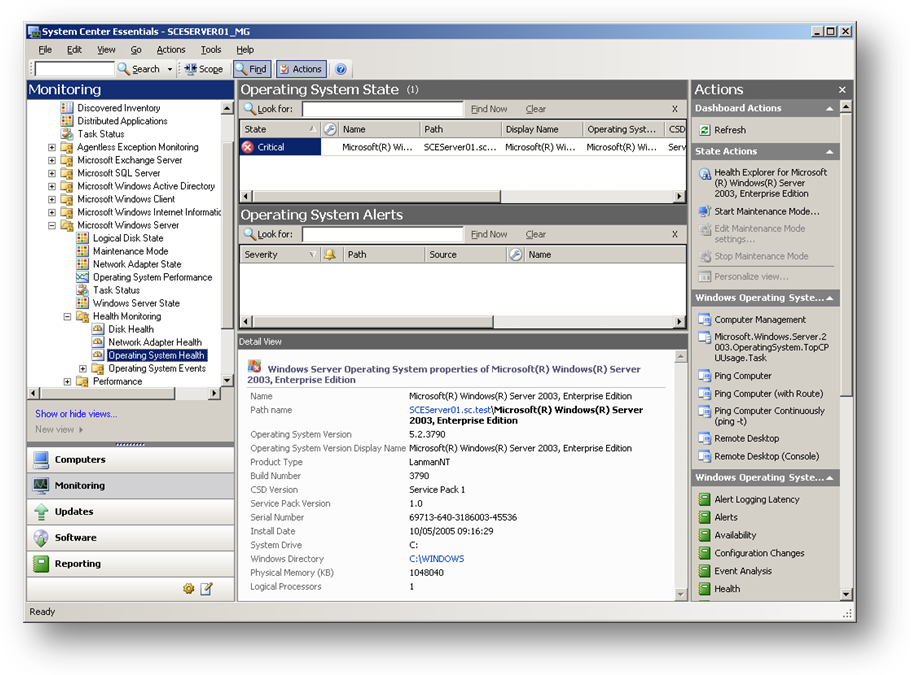 System Center Essentials - SCESERVER01_MG
File Edit View Go Actions Tools Help
Search Scope Find Actions
Monitoring
Discovered Inventory
Distributed Applications
Task Status
Agentless Exception Monitoring
Microsoft Exchange Server
Microsoft SQL Server
Microsoft Windows Active Directory
Microsoft Windows Client
Microsoft Windows Internet Informatic
Microsoft Windows Server
Logical Disk State
Maintenance Mode
Network Adapter State
Operating System Performance
Task Status
Windows Server State
Health Monitoring
Disk Health
Network Adapter Health
Operating System Health
Operating System Events
Performance
Show or hide views...
New view
Computers
Monitoring
Updates
Software
Reporting
Operating System State (1)
Look for: Find Now Clear X
State Name Path Display Name Operating Syst... CSD
Critical Microsoft(R) Wi... SCEServer01.sc... Microsoft(R) Wi... Microsoft(R) Wi... Serv
Operating System Alerts
Look for: Find Now Clear X
Severity Path Source Name
Detail View
Windows Server Operating System properties of Microsoft(R) Windows(R) Server
2003, Enterprise Edition
Name Microsoft(R) Windows(R) Server 2003, Enterprise Edition
Path name SCEServer01.sc.test\Microsoft(R) Windows(R) Server
2003, Enterprise Edition
Operating System Version 5.2.3790
Operating System Version Display Name Microsoft(R) Windows(R) Server 2003, Enterprise Edition
Product Type LanmanNT
Build Number 3790
CSD Version Service Pack 1
Service Pack Version 1.0
Serial Number 69713-640-3186003-45536
Install Date 10/05/2005 09:16:29
System Drive C:
Windows Directory C:\WINDOWS
Physical Memory (KB) 1048040
Logical Processors 1
Actions
Dashboard Actions
Refresh
State Actions
Health Explorer for Microsoft
(R) Windows(R) Server
2003, Enterprise Edition
Start Maintenance Mode...
Edit Maintenance Mode
settings...
Stop Maintenance Mode
Personalize view...
Windows Operating Syste...
Computer Management
Microsoft.Windows.Server.2
003.OperatingSystem.TopCP
UUsage.Task
Ping Computer
Ping Computer (with Route)
Ping Computer Continuously
(ping -t)
Remote Desktop
Remote Desktop (Console)
Windows Operating Syste...
Alert Logging Latency
Alerts
Availability
Configuration Changes
Event Analysis
Health
Ready